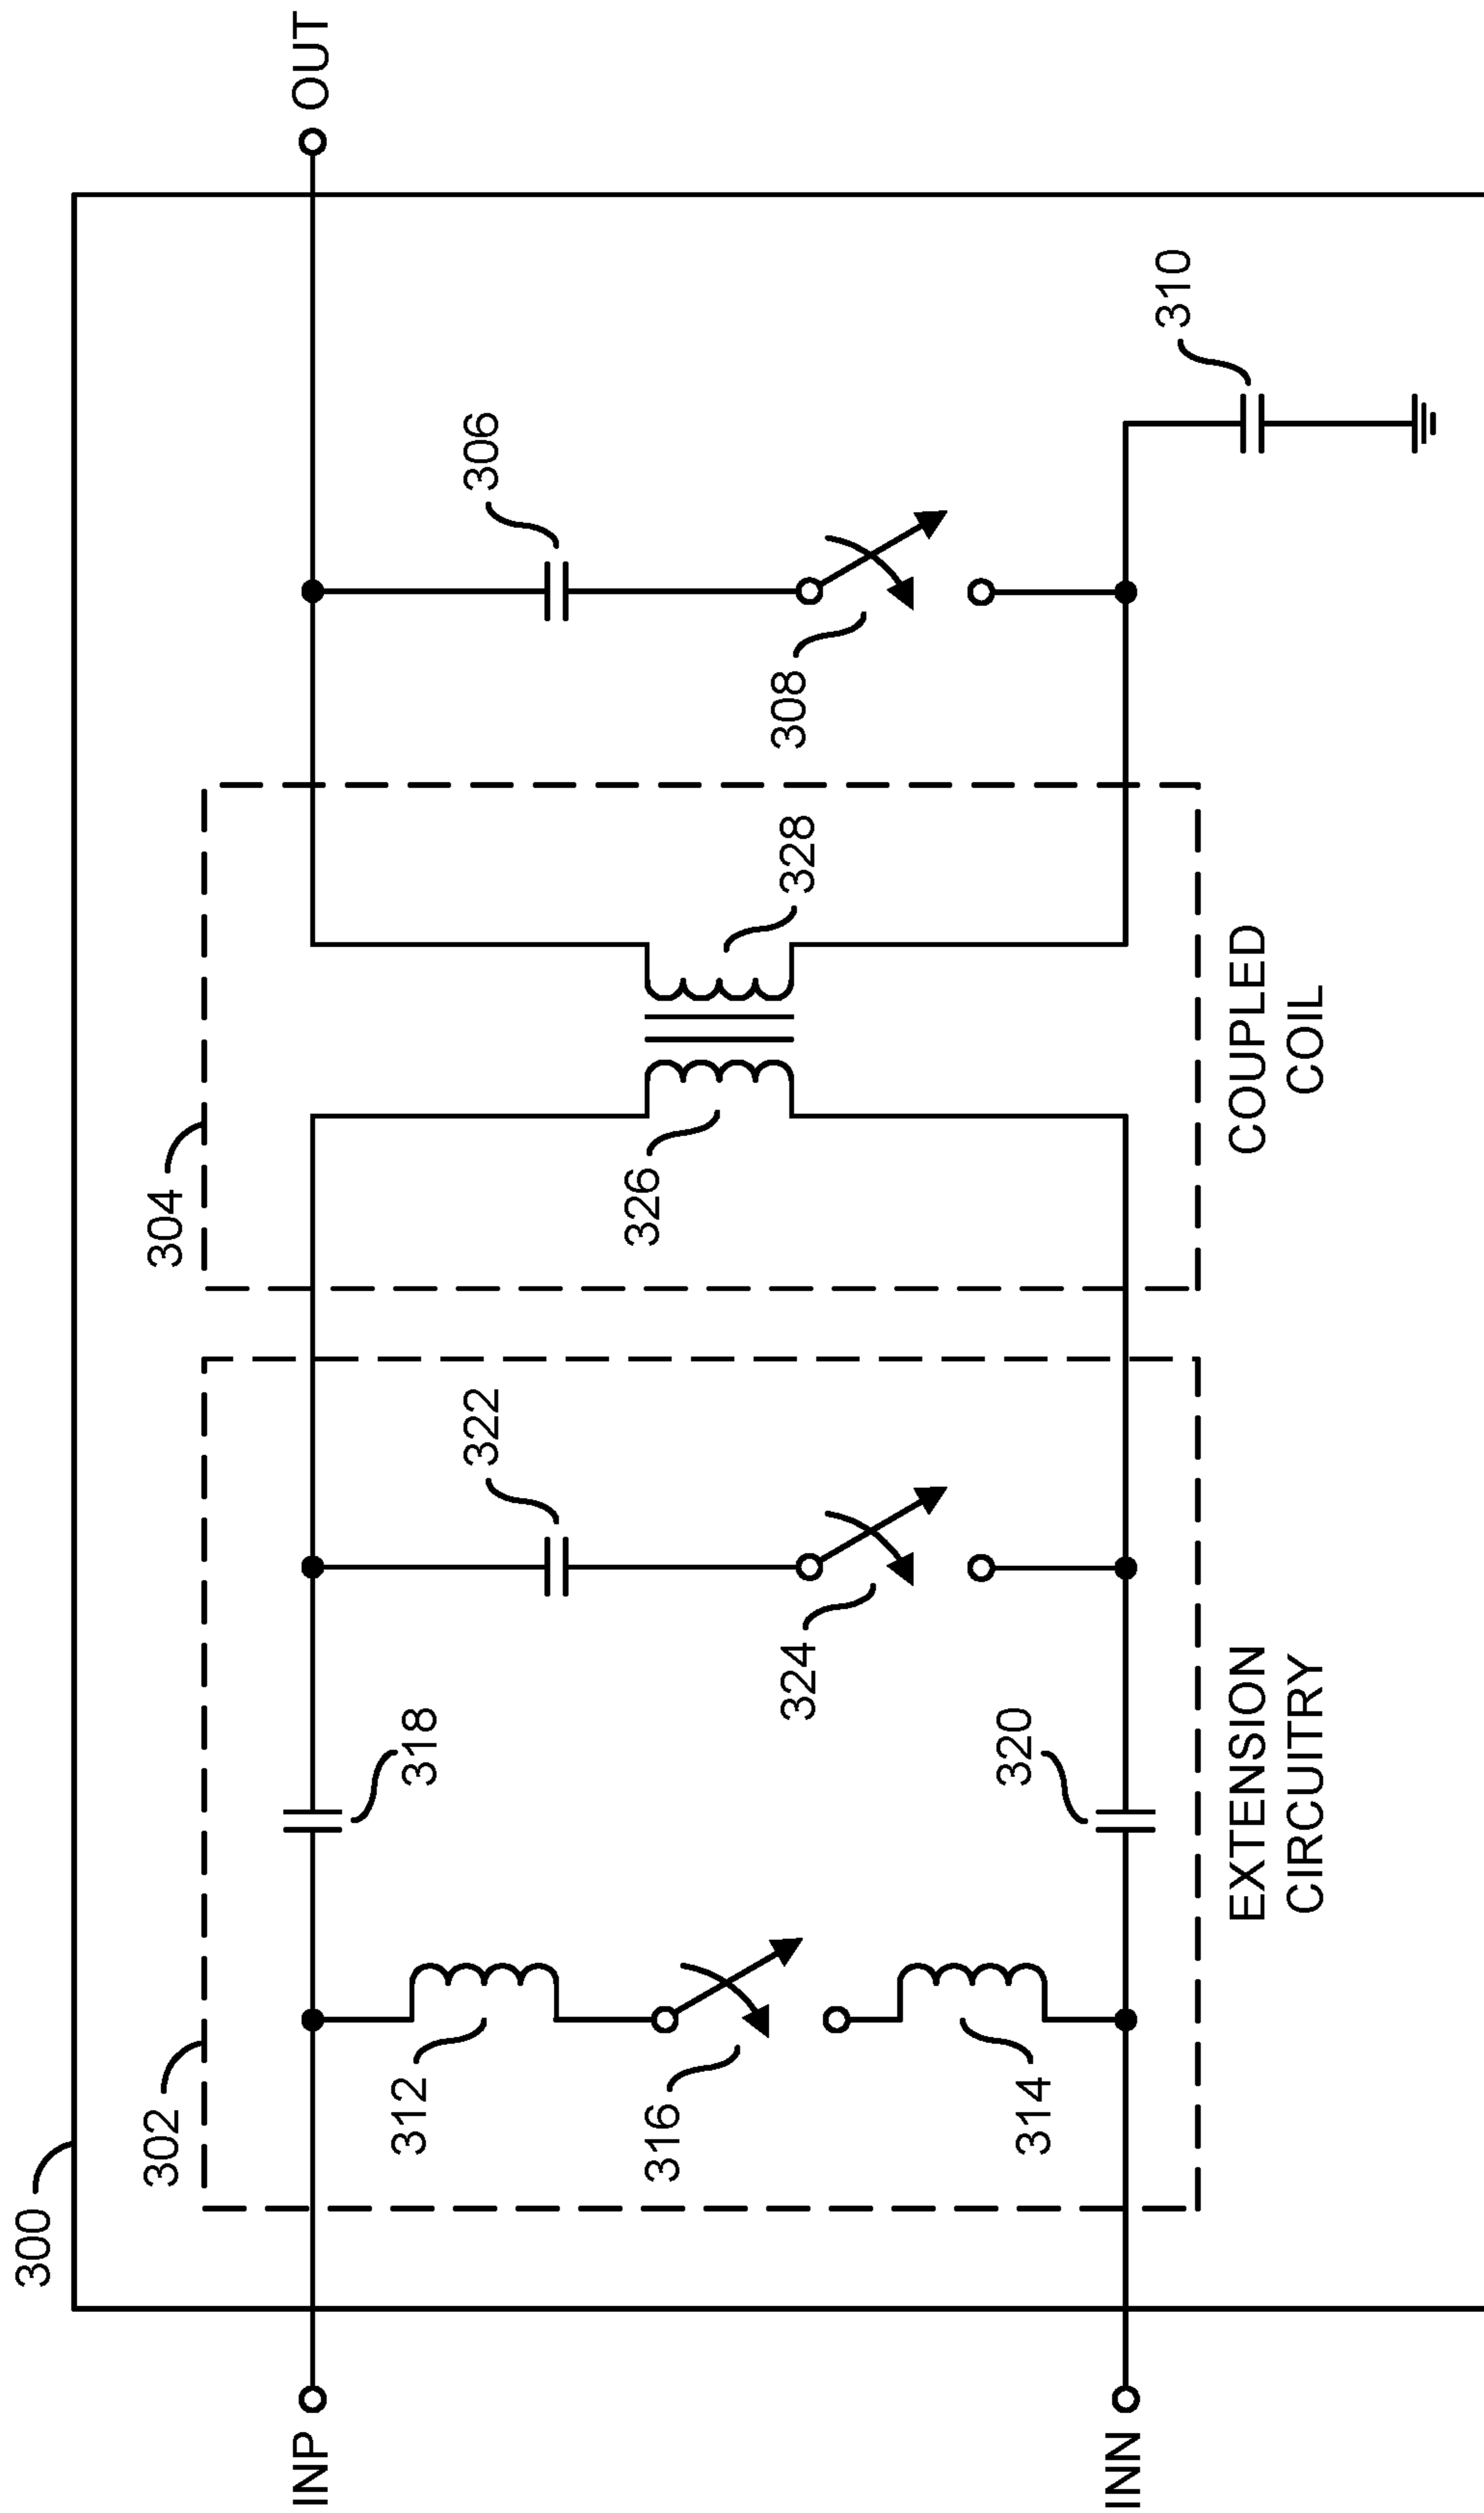 300
302
304
INP
OUT
318
322
306
312
316
324
326
328
308
314
320
310
INN
EXTENSION
CIRCUITRY
COUPLED
COIL